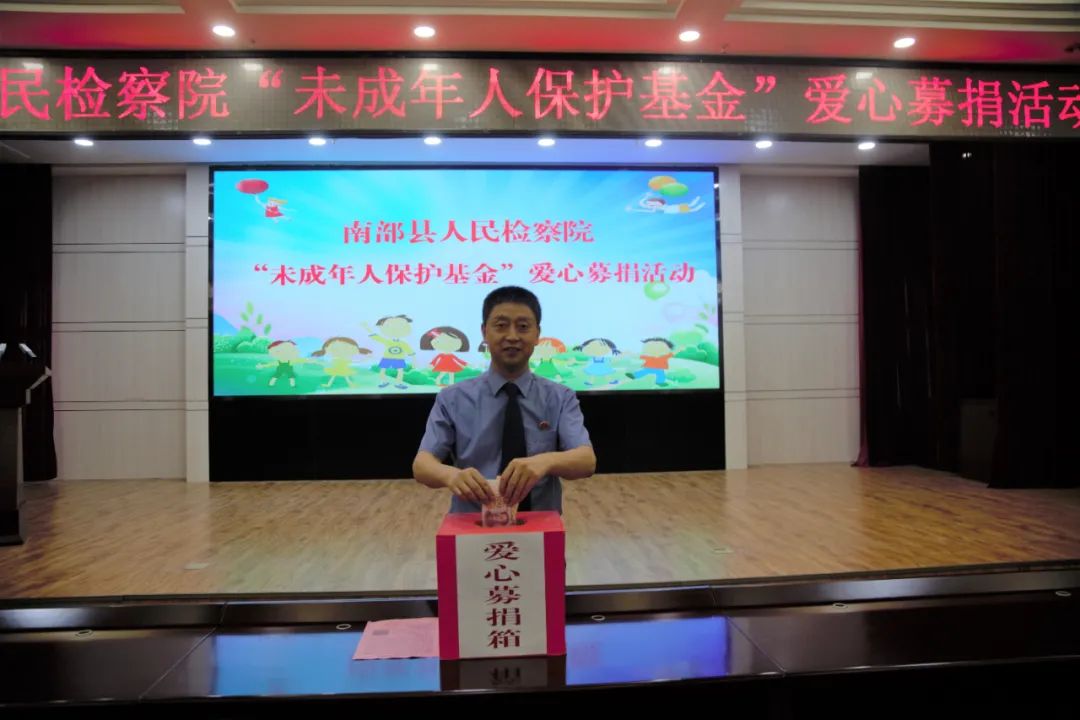 民检察院“未成年人保护基金”爱心募捐活动
南部县人民检察院
“未成年人保护基金”爱心募捐活动
爱心募捐箱